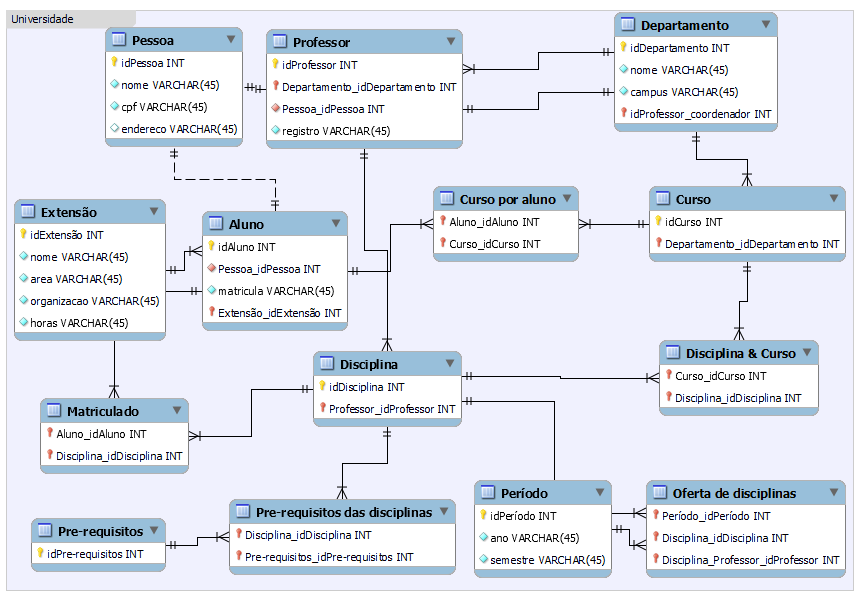 Universidade
Pessoa
idPessoa INT
nome VARCHAR(45)
cpf VARCHAR(45)
endereco VARCHAR(45)
Professor
idProfessor INT
Departamento_idDepartamento INT
Pessoa_idPessoa INT
registro VARCHAR(45)
Departamento
idDepartamento INT
nome VARCHAR(45)
campus VARCHAR(45)
idProfessor_coordenador INT
Extensão
idExtensão INT
nome VARCHAR(45)
area VARCHAR(45)
organizacao VARCHAR(45)
horas VARCHAR(45)
Aluno
idAluno INT
Pessoa_idPessoa INT
matricula VARCHAR(45)
Extensão_idExtensão INT
Curso por aluno
Aluno_idAluno INT
Curso_idCurso INT
Curso
idCurso INT
Departamento_idDepartamento INT
Disciplina
idDisciplina INT
Professor_idProfessor INT
Disciplina & Curso
Curso_idCurso INT
Disciplina_idDisciplina INT
Matriculado
Aluno_idAluno INT
Disciplina_idDisciplina INT
Pre-requisitos
idPre-requisitos INT
Pre-requisitos das disciplinas
Disciplina_idDisciplina INT
Pre-requisitos_idPre-requisitos INT
Período
idPeríodo INT
ano VARCHAR(45)
semestre VARCHAR(45)
Oferta de disciplinas
Período_idPeríodo INT
Disciplina_idDisciplina INT
Disciplina_Professor_idProfessor INT